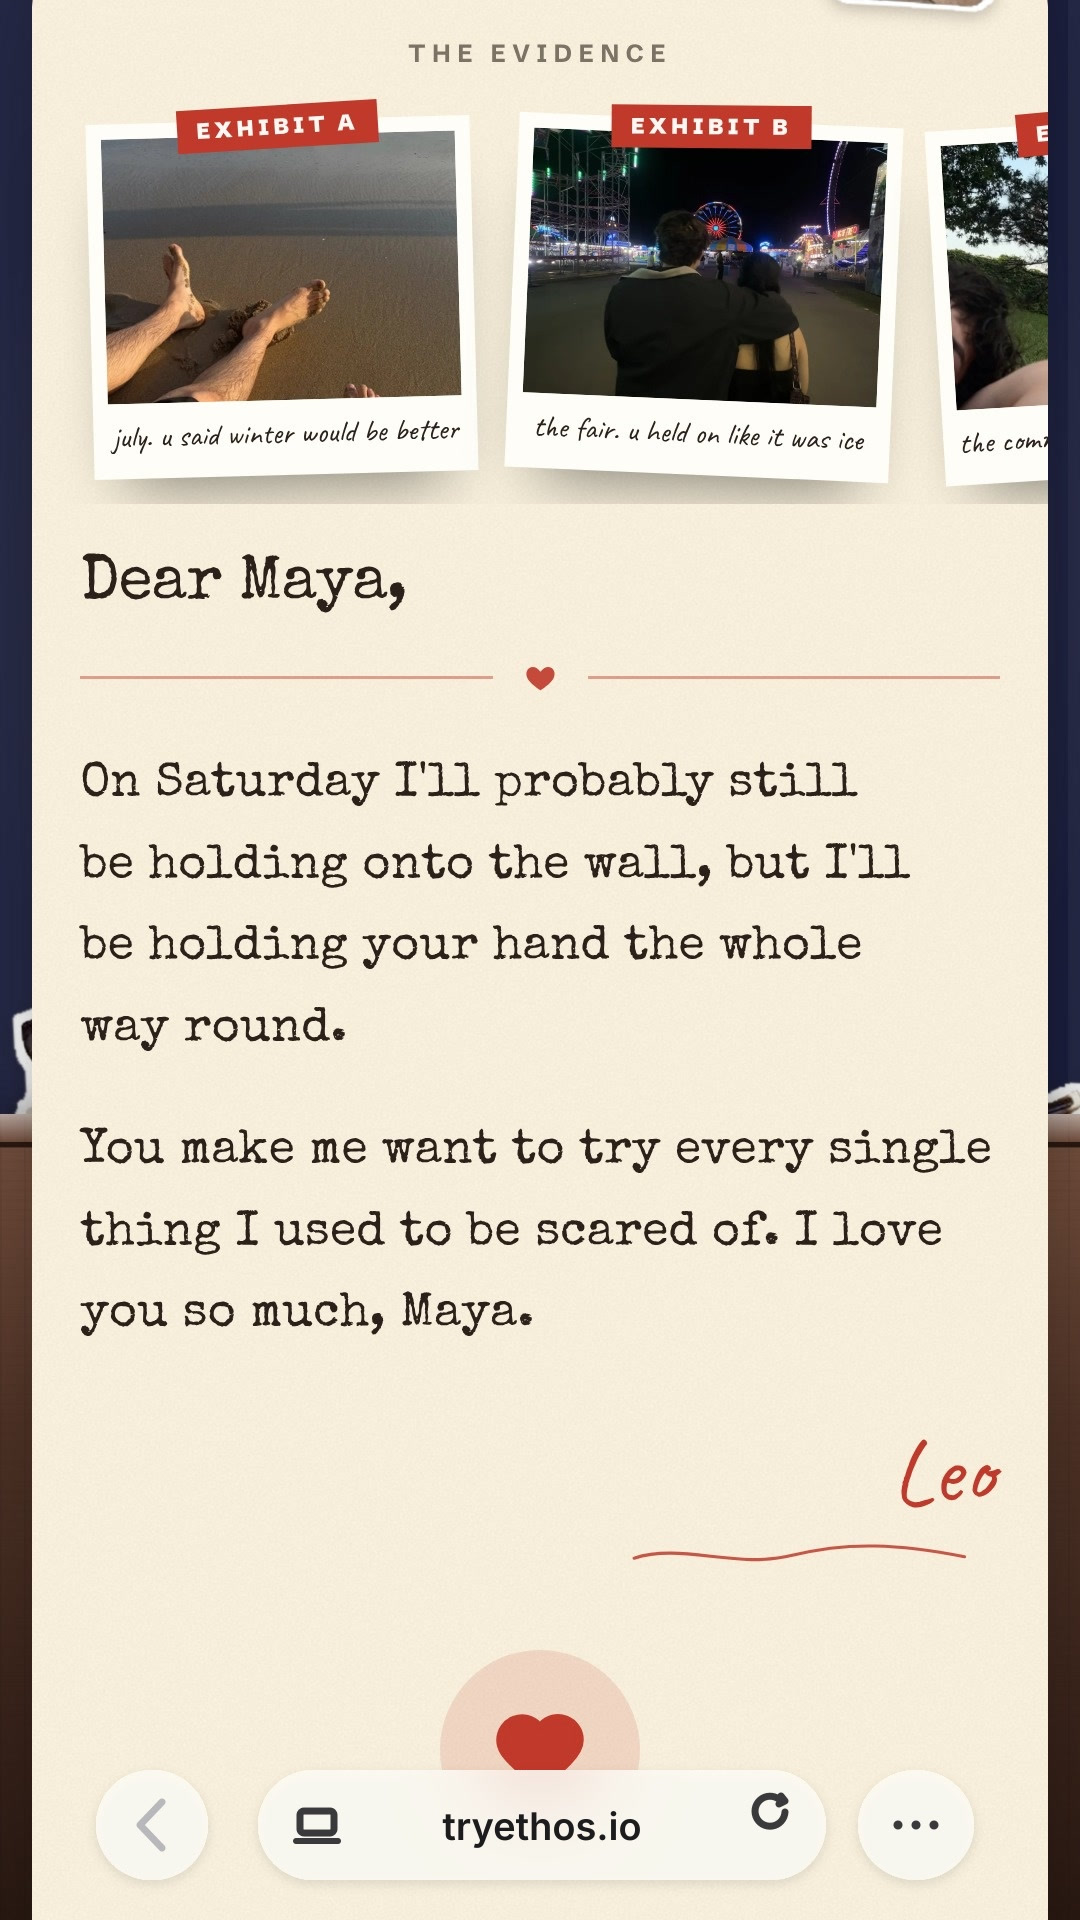 THE EVIDENCE
EXHIBIT A
july. u said winter would be better
EXHIBIT B
the fair. u held on like it was ice
the
Dear Maya,
On Saturday I'll probably still
be holding onto the wall, but I'll
be holding your hand the whole
way round.
You make me want to try every single
thing I used to be scared of. I love
you so much, Maya.
Leo
tryethos.io